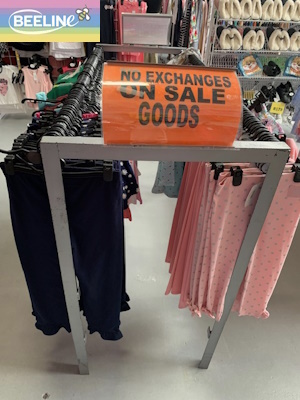 BEELINE
NO EXCHANGES
ON SALE
GOODS